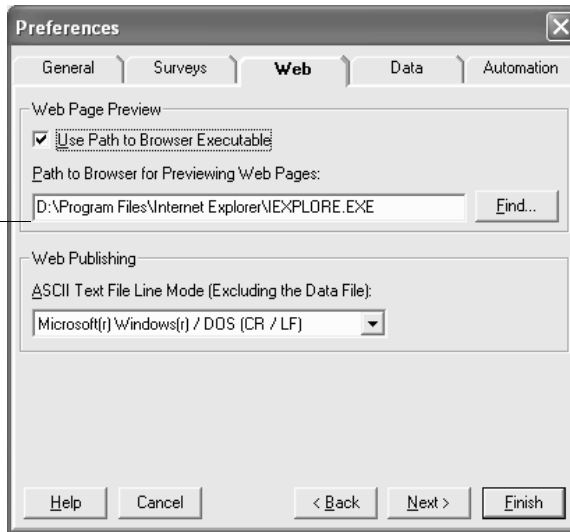 Preferences
General Surveys Web Data Automation
Web Page Preview
Use Path to Browser Executable
Path to Browser for Previewing Web Pages:
D:\Program Files\Internet Explorer\IEXPLORE.EXE Find...
Web Publishing
ASCII Text File Line Mode (Excluding the Data File):
Microsoft(r) Windows(r) / DOS (CR / LF)
Help Cancel < Back Next > Finish